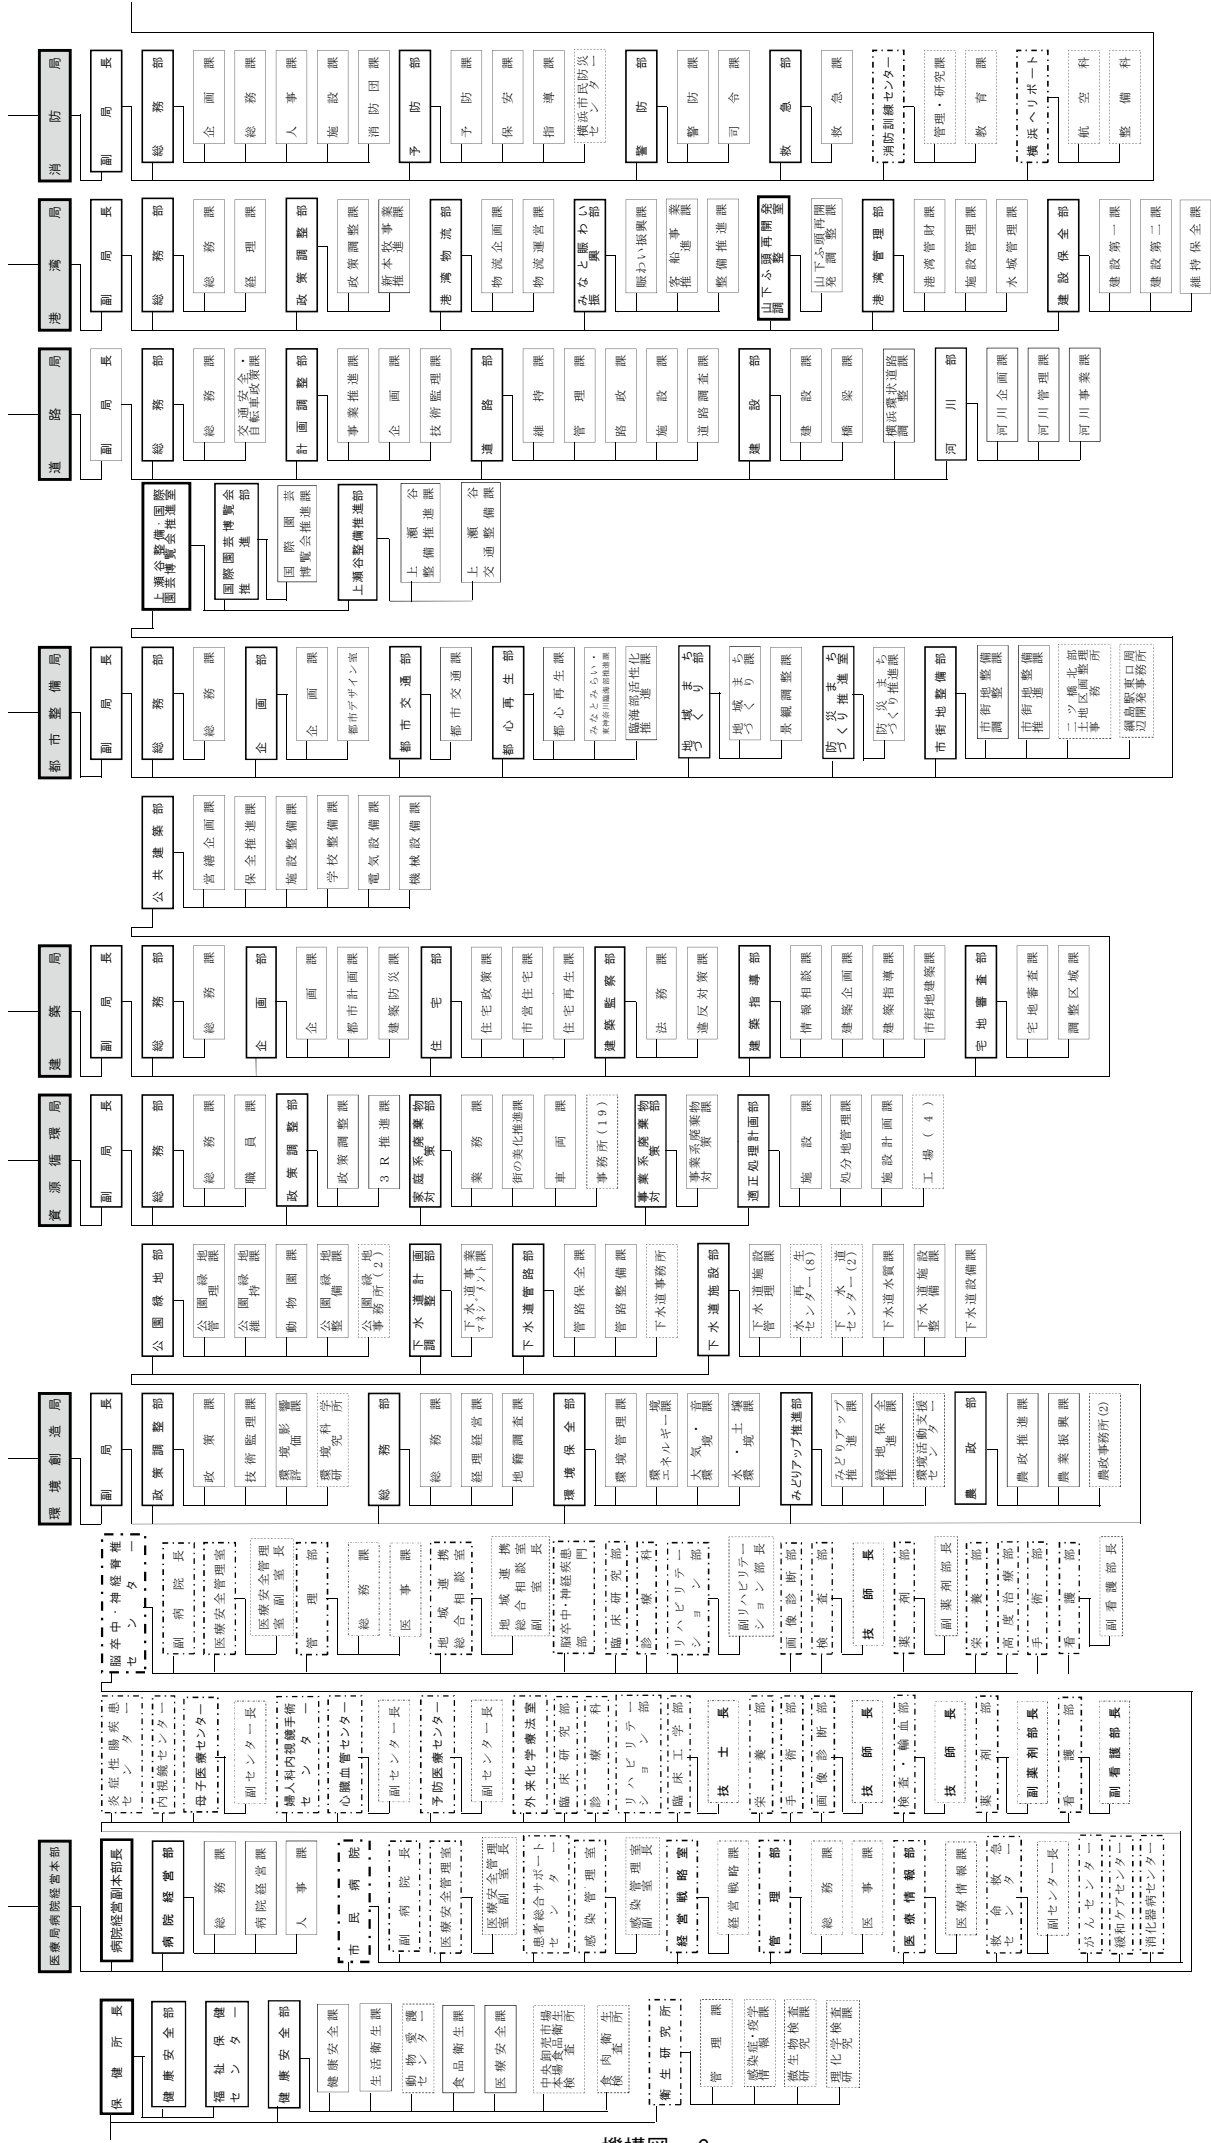 保健所長
健康安全部
福祉保健センター
健康安全部
健康安全課
生活衛生課
動物愛護センター
食品衛生課
医療安全課
中央卸売市場本場食品衛生検査所
食肉衛生検査所
衛生研究所
管理課
感染症・疫学情報課
微生物検査研究課
理化学検査研究課
医療局病院経営本部
病院経営副本部長
病院経営部
総務課
病院経営課
人事課
市民病院
副病院長
医療安全管理室
医療安全管理室副室長
患者総合サポートセンター
感染管理室
感染管理室副室長
経営戦略室
経営戦略課
管理部
総務課
医事課
医療情報部
医療情報課
救命救急センター
副センター長
がんセンター
緩和ケアセンター
消化器病センター
炎症性腸疾患センター
内視鏡センター
母子医療センター
副センター長
婦人科内視鏡手術センター
心臓血管センター
副センター長
予防医療センター
副センター長
外来化学療法室
臨床研究部
診療科
リハビリテーション部
臨床工学部
技士長
栄養部
手術部
画像診断部
技師長
検査輸血部
技師長
薬剤部
副薬剤部長
看護部
副看護部長
脳卒中・神経脊椎センター
副病院長
医療安全管理室
医療安全管理室副室長
管理部
総務課
医事課
地域連携総合相談室
地域連携総合相談室副室長
脳卒中・神経疾患部門
臨床研究部
診療科
リハビリテーション部
副リハビリテーション部長
画像診断部
検査部
技師長
薬剤部
副薬剤部長
栄養部
高度治療部
手術部
看護部
副看護部長
環境創造局
副局長
政策調整部
政策課
技術監理課
環境影響評価課
環境科学研究所
総務部
総務課
経理経営課
地籍調査課
環境保全部
環境管理課
環境エネルギー課
大気・音環境課
水・土壌環境課
みどりアップ推進部
みどりアップ推進課
緑地保全推進課
環境活動支援センター
農政部
農政推進課
農業振興課
農政事務所(2)
公園緑地部
公園緑地管理課
公園緑地維持課
動物園課
公園緑地整備課
公園緑地事務所(2)
下水道計画調整部
下水道事業マネジメント課
下水道管路部
管路保全課
管路整備課
下水道事務所
下水道施設部
下水道施設管理課
水再生センター(8)
下水道センター(2)
下水道水質課
下水道施設整備課
下水道設備課
資源循環局
副局長
総務部
総務課
職員課
政策調整部
政策調整課
3R推進課
家庭系廃棄物対策部
業務課
街の美化推進課
車両課
事務所(19)
事業系廃棄物対策部
事業系廃棄物対策課
適正処理計画部
施設課
処分地管理課
施設計画課
工場(4)
建築局
副局長
総務部
総務課
企画部
企画課
都市計画課
建築防災課
住宅部
住宅政策課
市営住宅課
住宅再生課
建築監察部
法務課
違反対策課
建築指導部
情報相談課
建築企画課
建築指導課
市街地建築課
宅地審査部
宅地審査課
調整区域課
公共建築部
営繕企画課
保全推進課
施設整備課
学校整備課
電気設備課
機械設備課
都市整備局
副局長
総務部
総務課
企画部
企画課
都市デザイン室
都市交通部
都市交通課
都心再生部
都心再生課
みなとみらい・東神奈川臨海部推進課
臨海部活性化推進課
地域まちづくり部
地域まちづくり課
景観調整課
防災まちづくり推進室
防災まちづくり推進課
市街地整備部
市街地整備調整課
市街地整備推進課
二ツ橋北部土地区画整理事務所
綱島駅東口周辺開発事務所
上瀬谷整備・国際園芸博覧会推進室
国際園芸博覧会推進部
国際園芸博覧会推進課
上瀬谷整備推進部
上瀬谷整備推進課
上瀬谷交通整備課
道路局
副局長
総務部
総務課
交通安全・自転車政策課
計画調整部
事業推進課
企画課
技術監理課
道路部
維持課
管理課
路政課
施設課
道路調査課
建設部
建設課
橋梁課
横浜環状道路調整課
河川部
河川企画課
河川管理課
河川事業課
港湾局
副局長
総務部
総務課
経理課
政策調整部
政策調整課
新本牧事業推進課
港湾物流部
物流企画課
物流運営課
みなと賑わい振興部
賑わい振興課
客船事業推進課
整備推進課
山下ふ頭再開発調整室
山下ふ頭再開発調整課
港湾管理部
港湾管財課
施設管理課
水域管理課
建設保全部
建設第一課
建設第二課
維持保全課
消防局
副局長
総務部
企画課
総務課
人事課
施設課
消防団課
予防部
予防課
保安課
指導課
横浜市民防災センター
警防部
警防課
司令課
救急部
救急課
消防訓練センター
管理・研究課
教育課
横浜ヘリポート
航空科
整備科